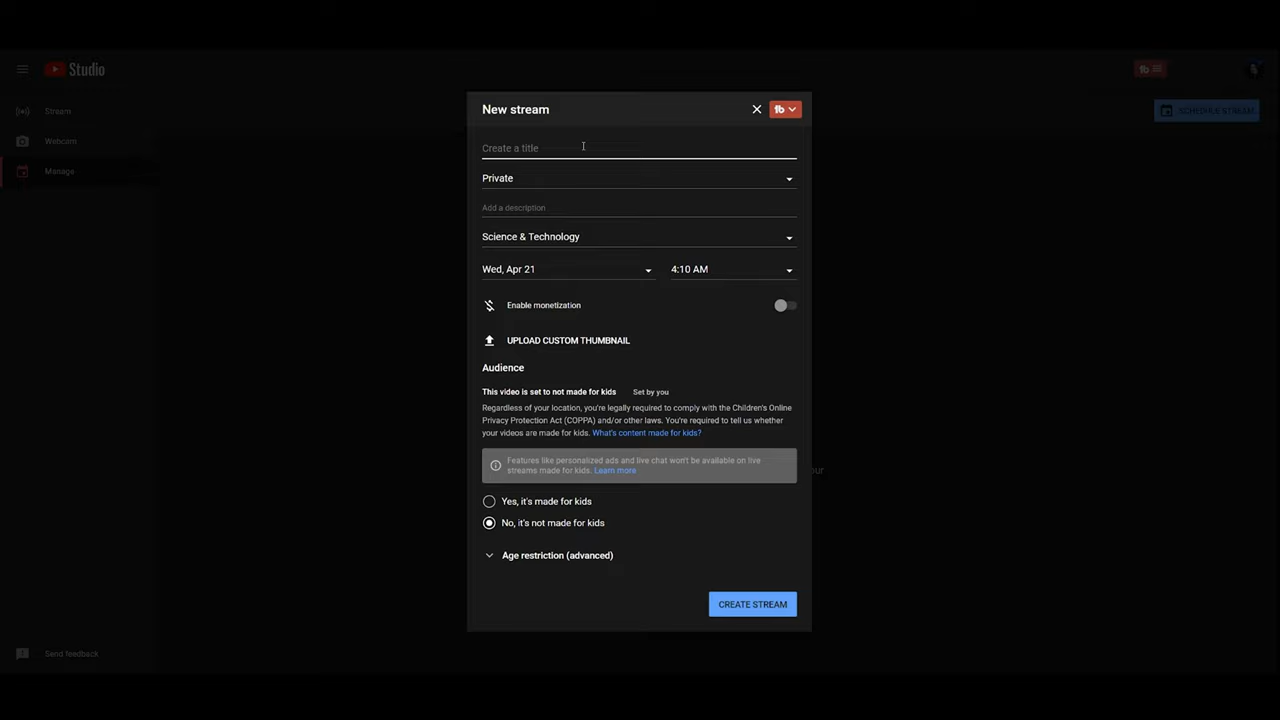 Studio
tb
Stream
SCHEDULE STREAM
Webcam
Manage
New stream
tb
Create a title
Private
Add a description
Science & Technology
Wed, Apr 21
4:10 AM
Enable monetization
UPLOAD CUSTOM THUMBNAIL
Audience
This video is set to not made for kids Set by you
Regardless of your location, you're legally required to comply with the Children's Online
Privacy Protection Act (COPPA) and/or other laws. You're required to tell us whether
your videos are made for kids. What's content made for kids?
Features like personalized ads and live chat won't be available on live
streams made for kids. Learn more
our
Yes, it's made for kids
No, it's not made for kids
Age restriction (advanced)
CREATE STREAM
Send feedback